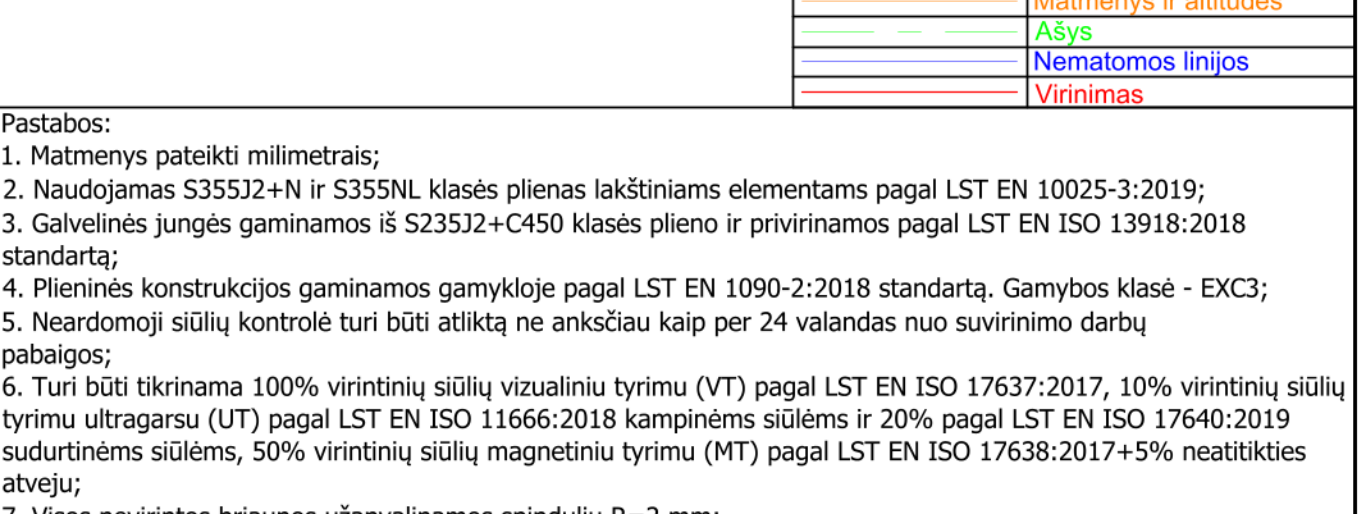 Matmenys ir altitudės
Ašys
Nematomos linijos
Virinimas
Pastabos:
1. Matmenys pateikti milimetrais;
2. Naudojamas S355J2+N ir S355NL klasės plienas lakštiniams elementams pagal LST EN 10025-3:2019;
3. Galvelinės jungės gaminamos iš S235J2+C450 klasės plieno ir privirinamos pagal LST EN ISO 13918:2018
standartą;
4. Plieninės konstrukcijos gaminamos gamykloje pagal LST EN 1090-2:2018 standartą. Gamybos klasė - EXC3;
5. Neardomoji siūlių kontrolė turi būti atliktą ne anksčiau kaip per 24 valandas nuo suvirinimo darbų
pabaigos;
6. Turi būti tikrinama 100% virintinių siūlių vizualiniu tyrimu (VT) pagal LST EN ISO 17637:2017, 10% virintinių siūlių
tyrimu ultragarsu (UT) pagal LST EN ISO 11666:2018 kampinėms siūlėms ir 20% pagal LST EN ISO 17640:2019
sudurtinėms siūlėms, 50% virintinių siūlių magnetiniu tyrimu (MT) pagal LST EN ISO 17638:2017+5% neatitikties
atveju;